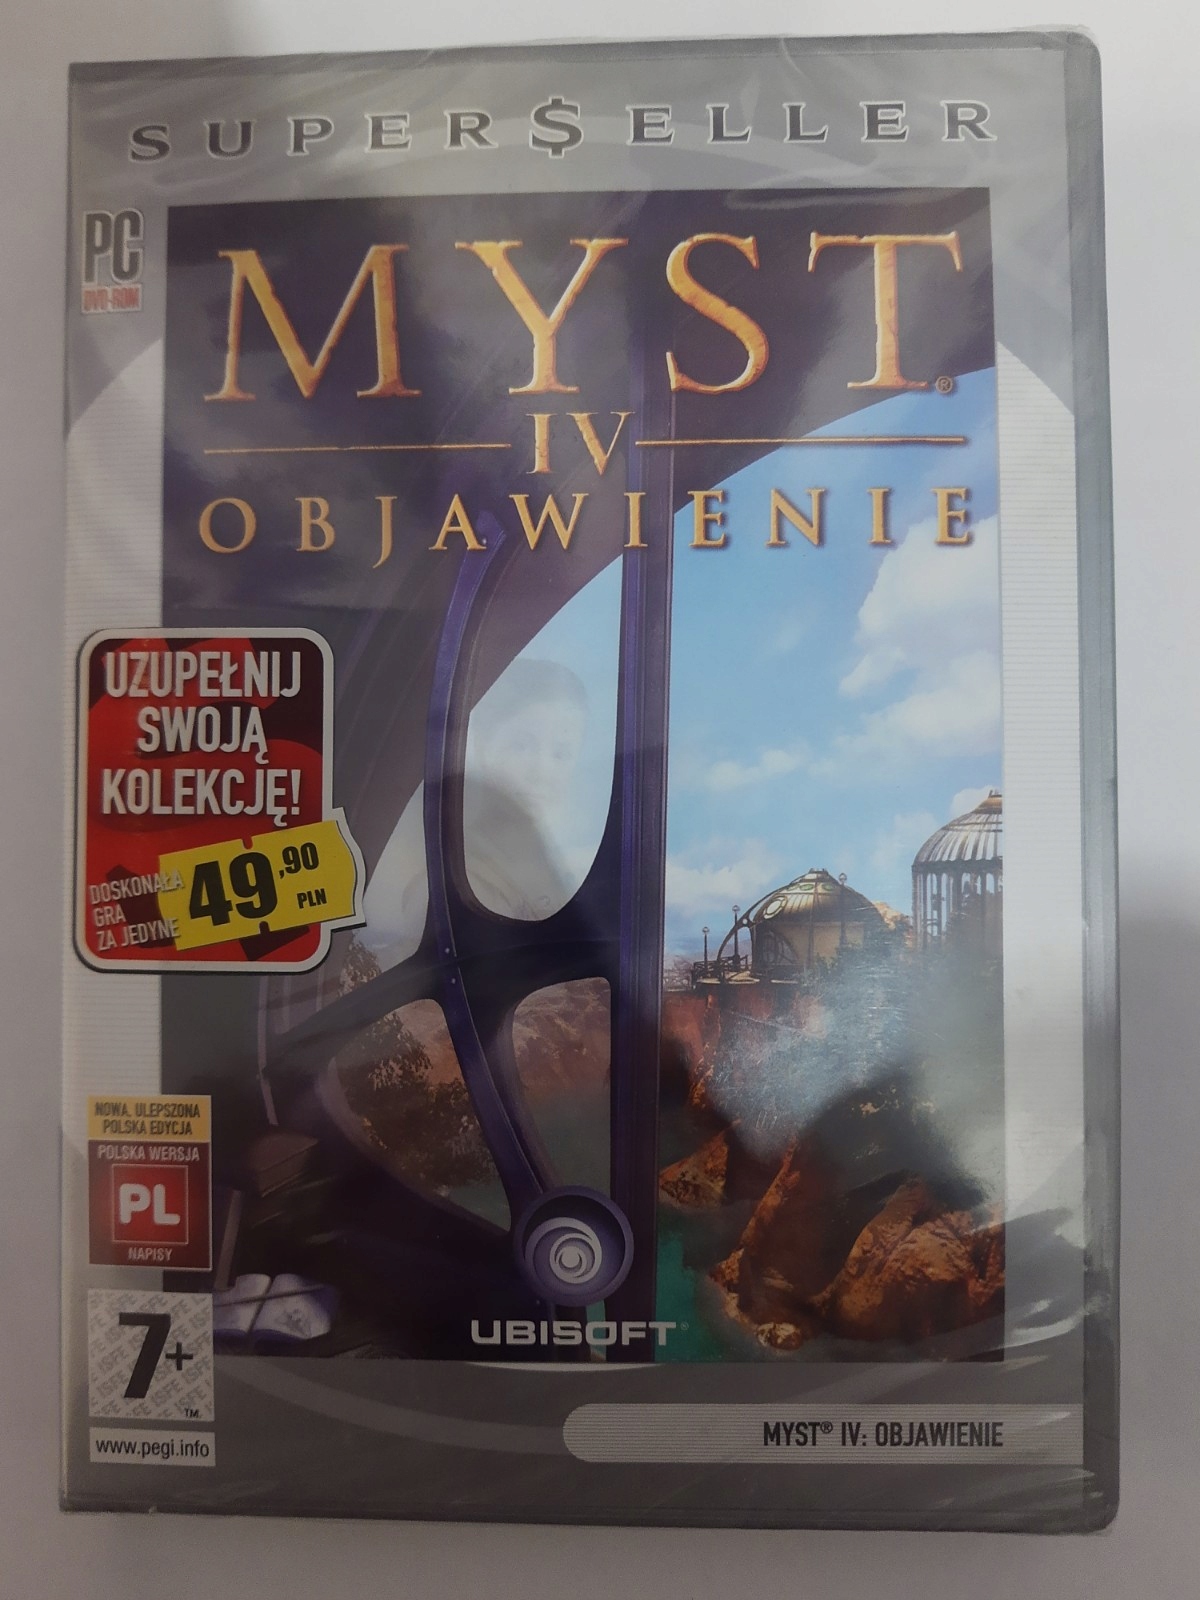 SUPER$ELLER
PC
DVD-ROM
MYST®
IV
OBJAWIENIE
UZUPEŁNIJ
SWOJĄ
KOLEKCJĘ!
DOSKONAŁA
GRA
ZA JEDYNE
49,90
PLN
NOWA, ULEPSZONA
POLSKA EDYCJA
POLSKA WERSJA
PL
NAPISY
7+
TM
www.pegi.info
UBISOFT®
MYST® IV: OBJAWIENIE